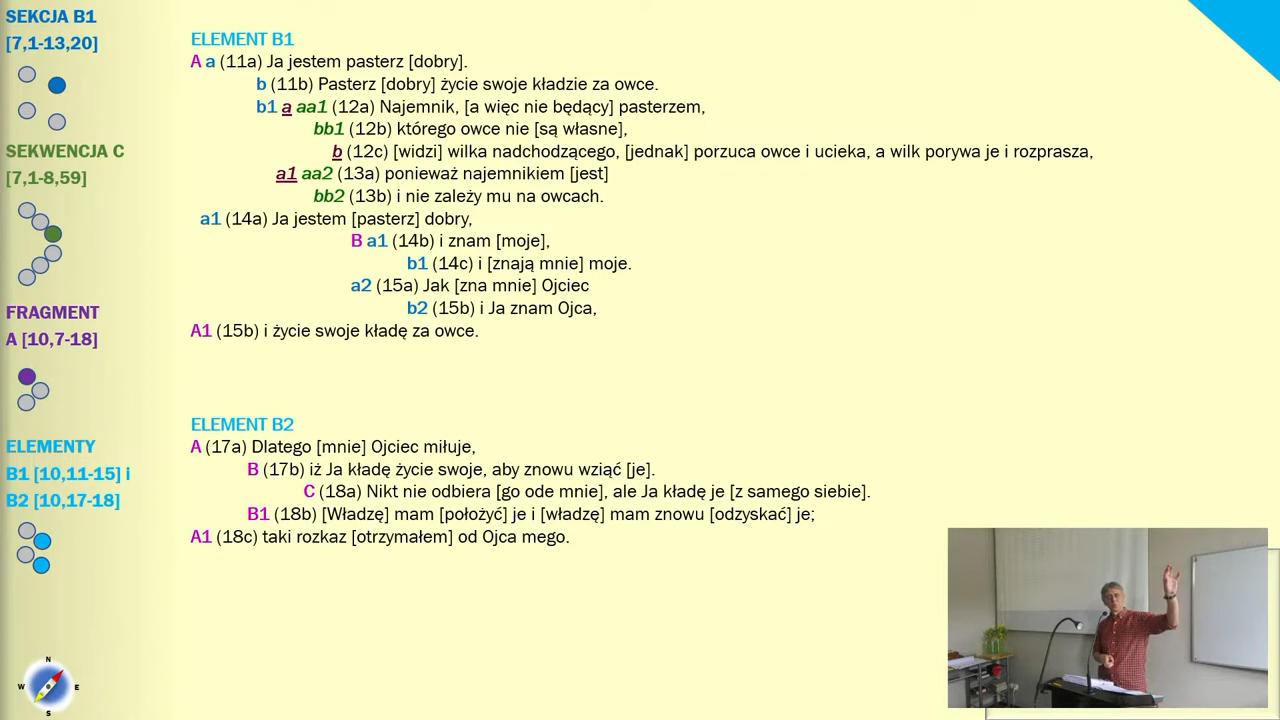 SEKCJA B1
[7,1-13,20]
SEKWENCJA C
[7,1-8,59]
FRAGMENT
A [10,7-18]
ELEMENTY
B1 [10,11-15] i
B2 [10,17-18]
N
W E
S
ELEMENT B1
A a (11a) Ja jestem pasterz [dobry].
b (11b) Pasterz [dobry] życie swoje kładzie za owce.
b1 a aa1 (12a) Najemnik, [a więc nie będący] pasterzem,
bb1 (12b) którego owce nie [są własne],
b (12c) [widzi] wilka nadchodzącego, [jednak] porzuca owce i ucieka, a wilk porywa je i rozprasza,
a1 aa2 (13a) ponieważ najemnikiem [jest]
bb2 (13b) i nie zależy mu na owcach.
a1 (14a) Ja jestem [pasterz] dobry,
B a1 (14b) i znam [moje],
b1 (14c) i [znają mnie] moje.
a2 (15a) Jak [zna mnie] Ojciec
b2 (15b) i Ja znam Ojca,
A1 (15b) i życie swoje kładę za owce.
ELEMENT B2
A (17a) Dlatego [mnie] Ojciec miłuje,
B (17b) iż Ja kładę życie swoje, aby znowu wziąć [je].
C (18a) Nikt nie odbiera [go ode mnie], ale Ja kładę je [z samego siebie].
B1 (18b) [Władzę] mam [położyć] je i [władzę] mam znowu [odzyskać] je;
A1 (18c) taki rozkaz [otrzymałem] od Ojca mego.